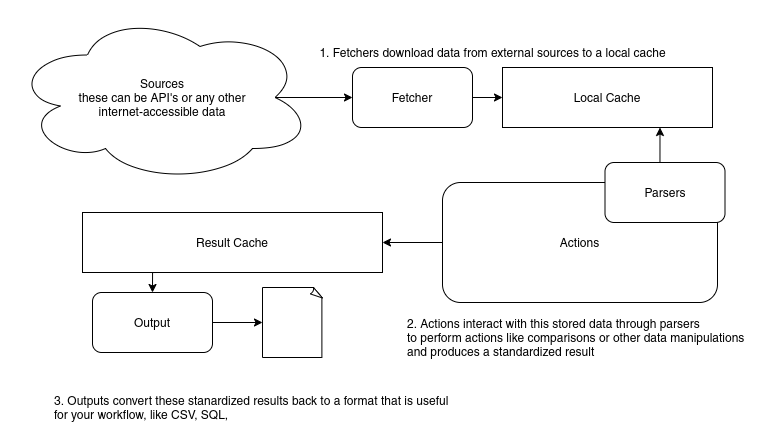 1. Fetchers download data from external sources to a local cache
Sources
these can be API's or any other
internet-accessible data
Fetcher
Local Cache
Parsers
Actions
Result Cache
Output
2. Actions interact with this stored data through parsers
to perform actions like comparisons or other data manipulations
and produces a standardized result
3. Outputs convert these stanardized results back to a format that is useful
for your workflow, like CSV, SQL,